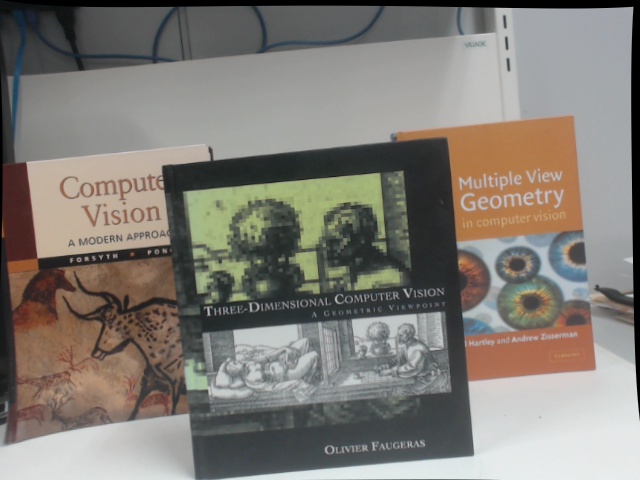 Compute
Vision
A MODERN APPROAC
FORSYTH PON
THREE-DIMENSIONAL COMPUTER VISION
A GEOMETRIC VIEWPOINT
OLIVIER FAUGERAS
Multiple View
Geometry
in computer vision
Hartley and Andrew Zisserman